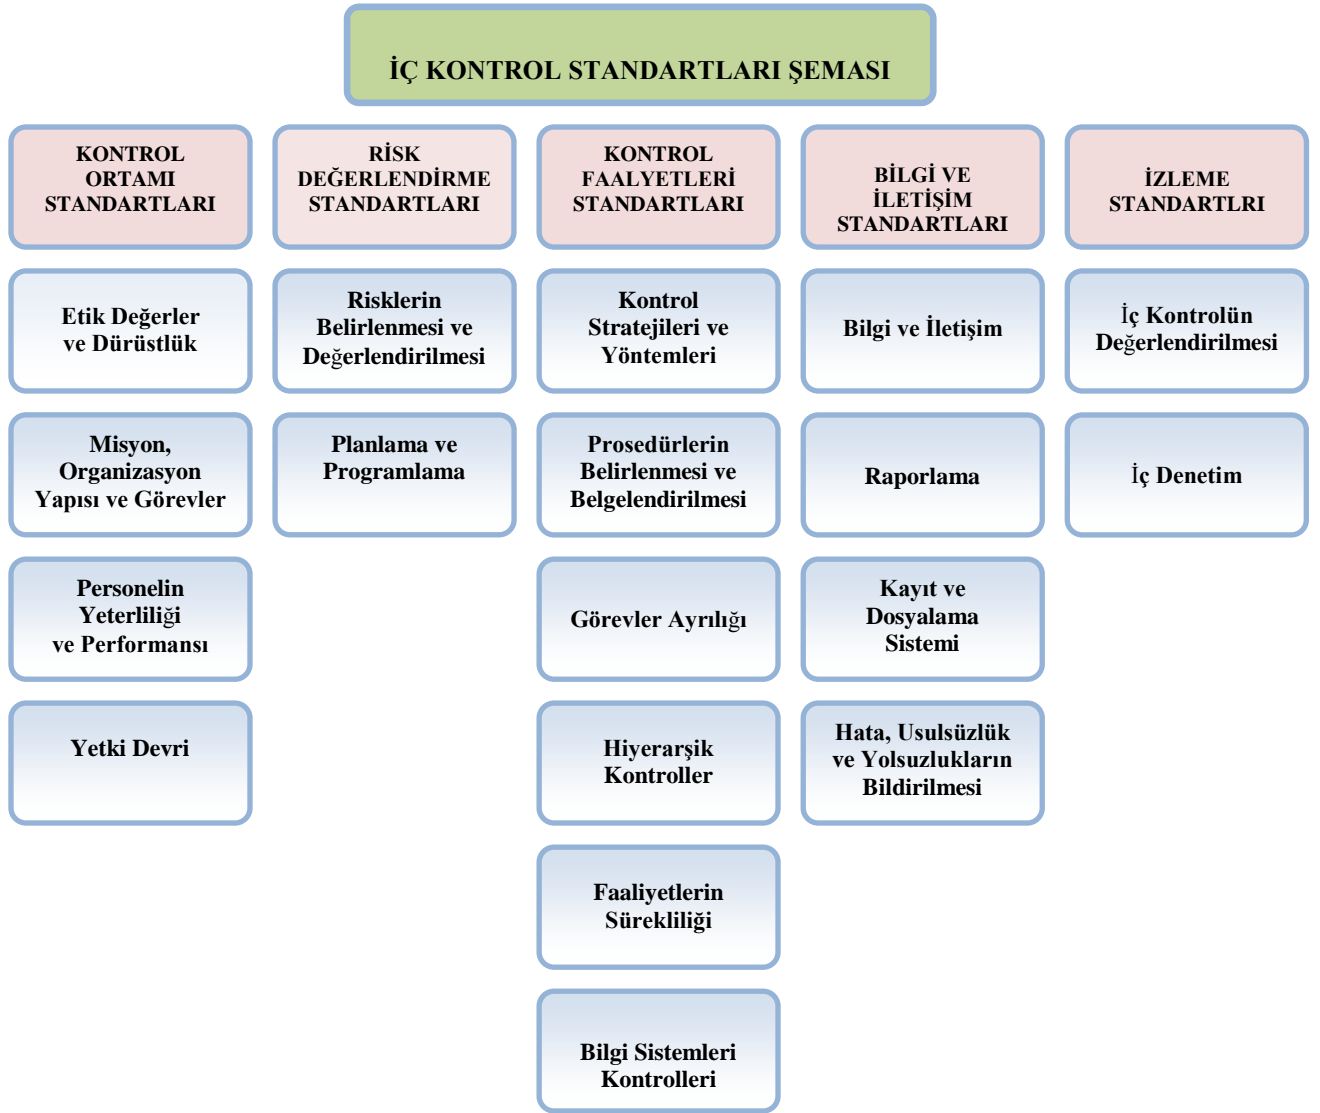 İÇ KONTROL STANDARTLARI ŞEMASI
KONTROL
ORTAMI
STANDARTLARI
RİSK
DEĞERLENDİRME
STANDARTLARI
KONTROL
FAALYETLERİ
STANDARTLARI
BİLGİ VE
İLETİŞİM
STANDARTLARI
İZLEME
STANDARTLRI
Etik Değerler
ve Dürüstlük
Risklerin
Belirlenmesi ve
Değerlendirilmesi
Kontrol
Stratejileri ve
Yöntemleri
Bilgi ve İletişim
İç Kontrolün
Değerlendirilmesi
Misyon,
Organizasyon
Yapısı ve Görevler
Planlama ve
Programlama
Prosedürlerin
Belirlenmesi ve
Belgelendirilmesi
Raporlama
İç Denetim
Personelin
Yeterliliği
ve Performansı
Görevler Ayrılığı
Kayıt ve
Dosyalama
Sistemi
Yetki Devri
Hiyerarşik
Kontroller
Hata, Usulsüzlük
ve Yolsuzlukların
Bildirilmesi
Faaliyetlerin
Sürekliliği
Bilgi Sistemleri
Kontrolleri